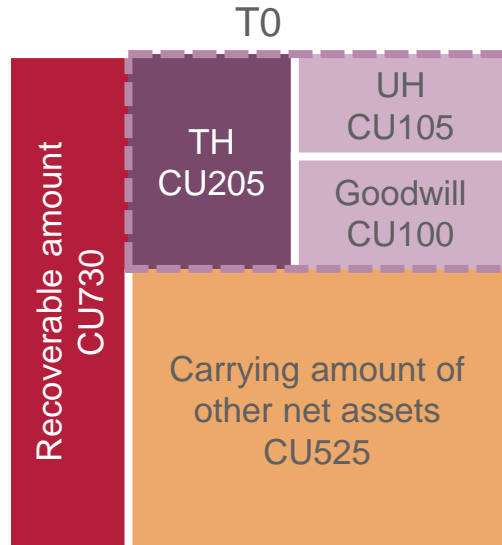 T0
Recoverable amount
CU730
TH
CU205
UH
CU105
Goodwill
CU100
Carrying amount of
other net assets
CU525